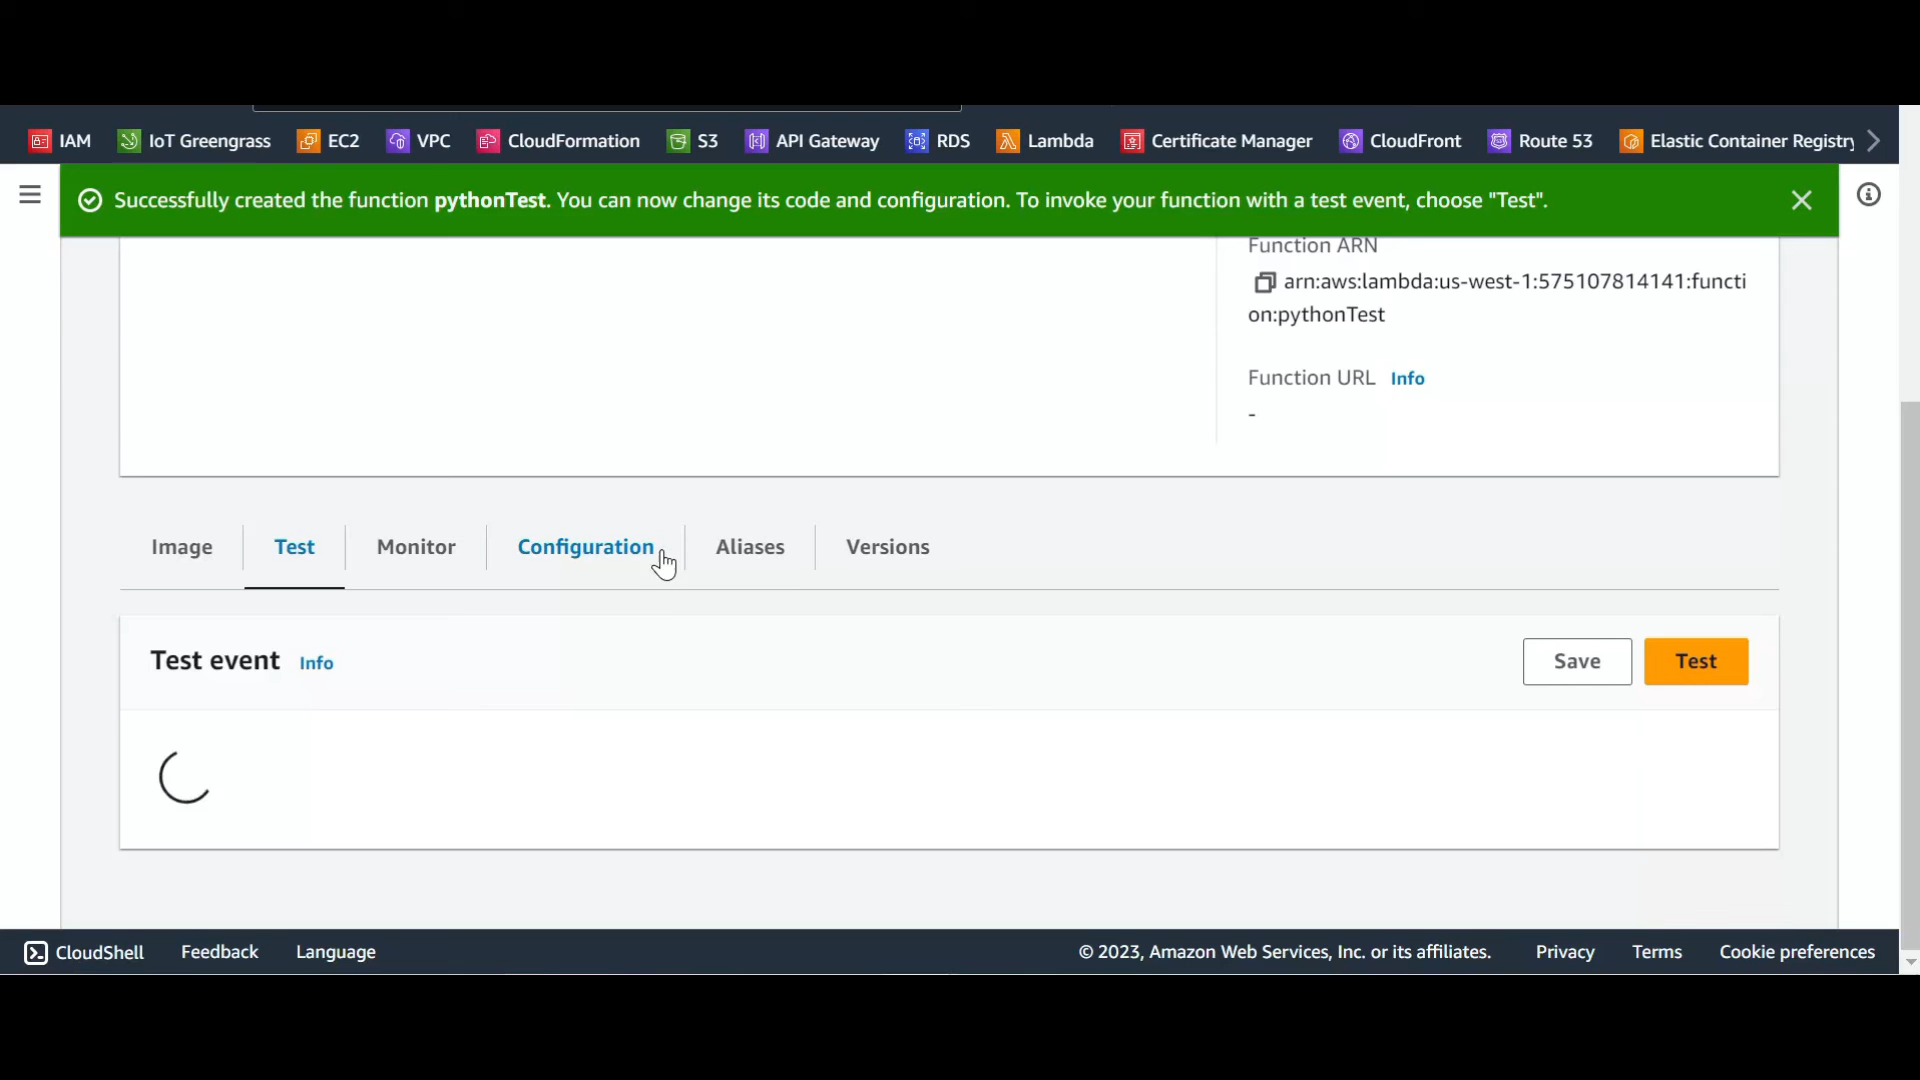 IAM IoT Greengrass EC2 VPC CloudFormation S3 API Gateway RDS Lambda Certificate Manager CloudFront Route 53 Elastic Container Registry
Successfully created the function pythonTest. You can now change its code and configuration. To invoke your function with a test event, choose "Test".
Function ARN
arn:aws:lambda:us-west-1:575107814141:functi
on:pythonTest
Function URL Info
-
Image Test Monitor Configuration Aliases Versions
Test event Info Save Test
CloudShell Feedback Language © 2023, Amazon Web Services, Inc. or its affiliates. Privacy Terms Cookie preferences